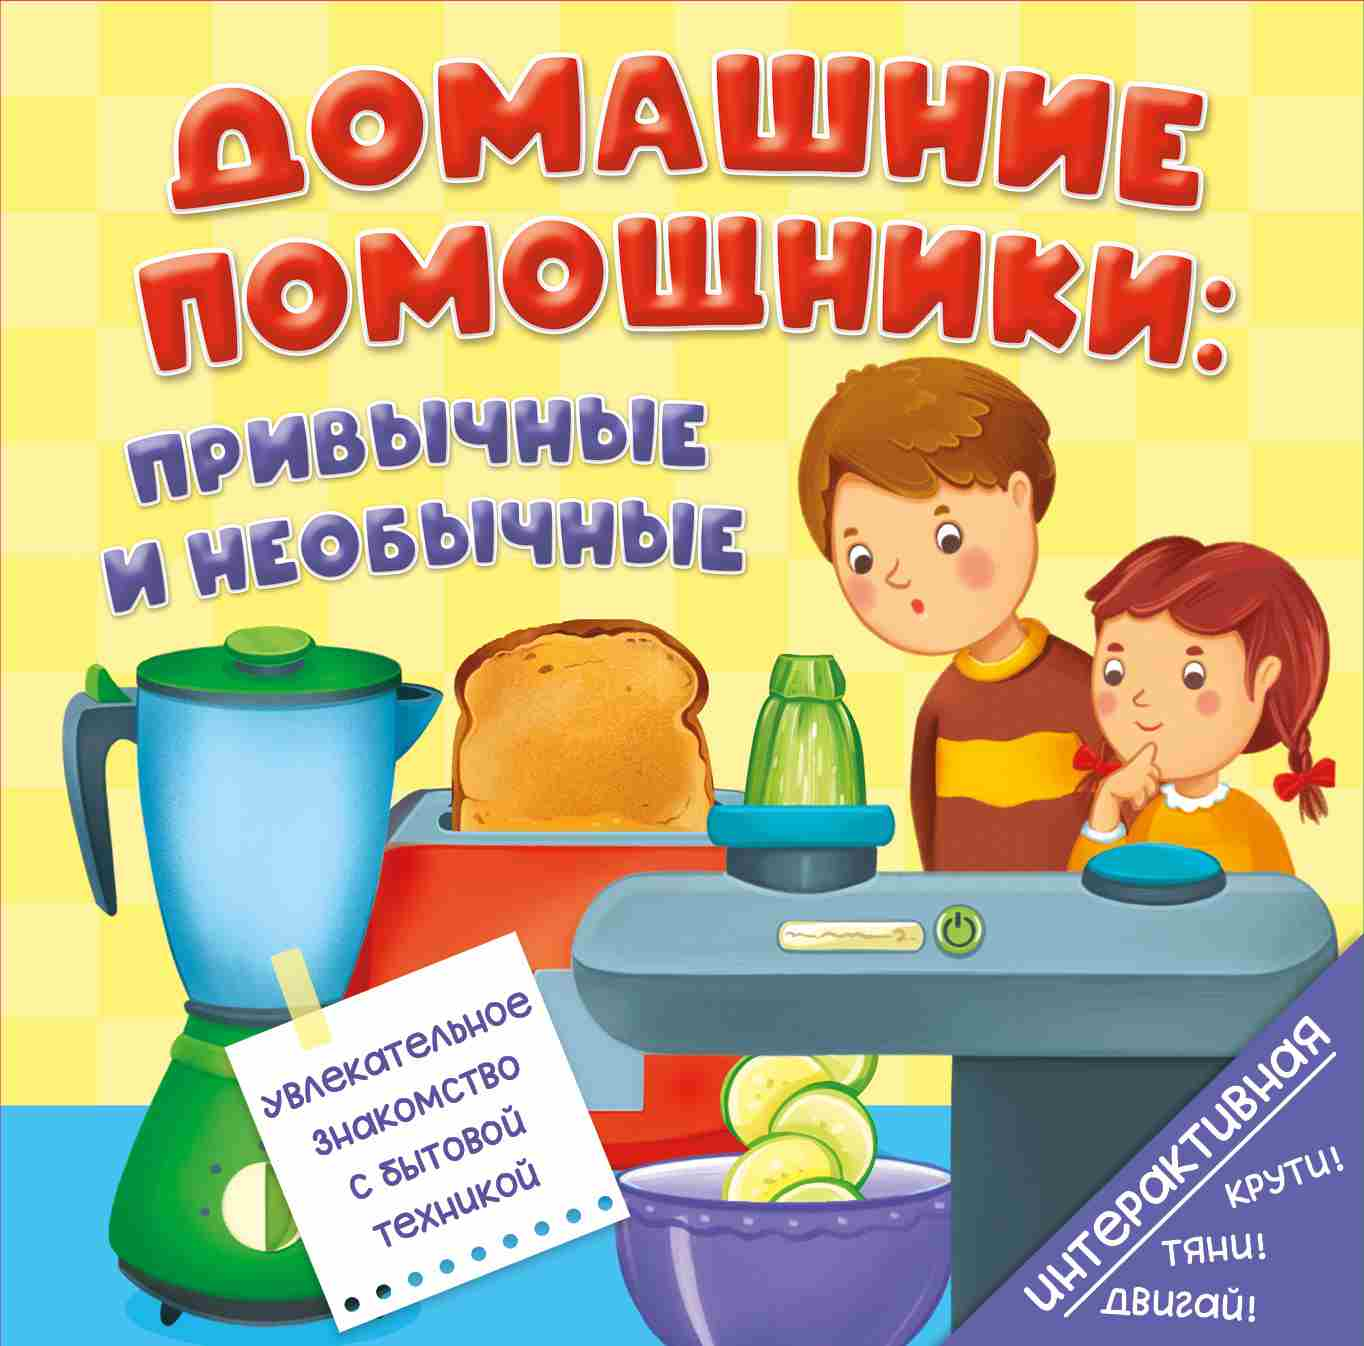 ДОМАШНИЕ
ПОМОЩНИКИ:
ПРИВЫЧНЫЕ
И НЕОБЫЧНЫЕ
УВЛЕКАТЕЛЬНОЕ
ЗНАКОМСТВО
С БЫТОВОЙ
ТЕХНИКОЙ
ИНТЕРАКТИВНАЯ
КРУТИ!
ТЯНИ!
ДВИГАЙ!